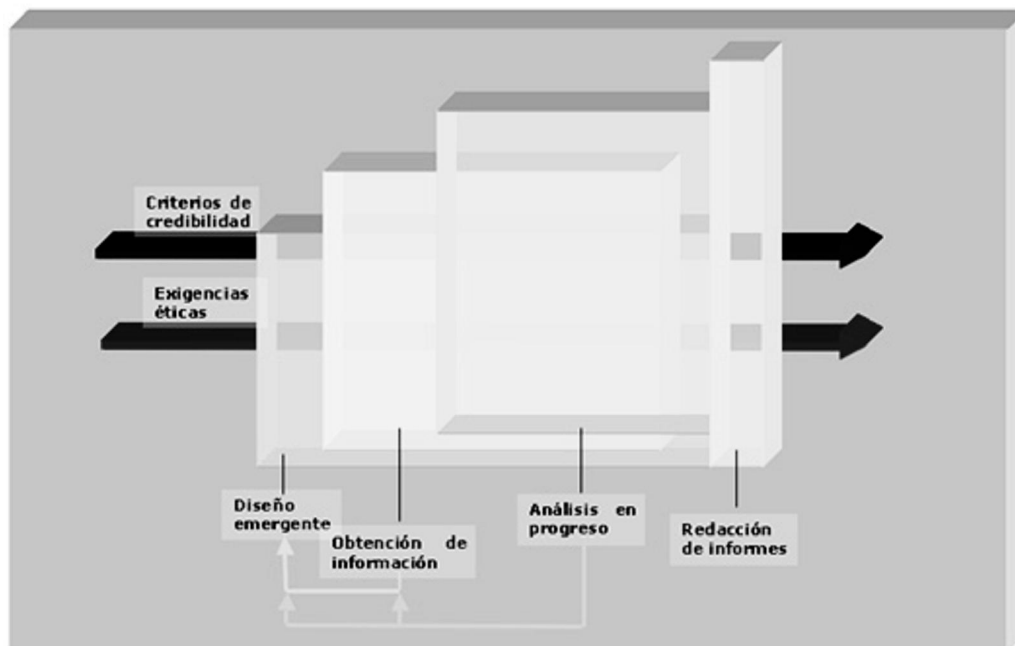 Criterios de
credibilidad
Exigencias
éticas
Diseño
emergente
Obtención de
información
Análisis en
progreso
Redacción
de informes